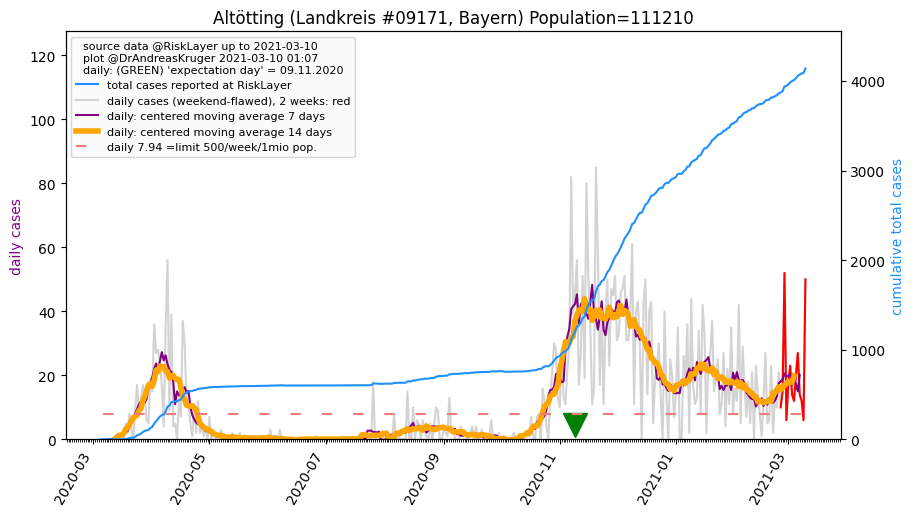 Altötting (Landkreis #09171, Bayern) Population=111210
source data @RiskLayer up to 2021-03-10
plot @DrAndreasKruger 2021-03-10 01:07
daily: (GREEN) 'expectation day' = 09.11.2020
total cases reported at RiskLayer
daily cases (weekend-flawed), 2 weeks: red
daily: centered moving average 7 days
daily: centered moving average 14 days
daily 7.94 =limit 500/week/1mio pop.
daily cases
120
100
80
60
40
20
0
cumulative total cases
4000
3000
2000
1000
0
2020-03
2020-05
2020-07
2020-09
2020-11
2021-01
2021-03